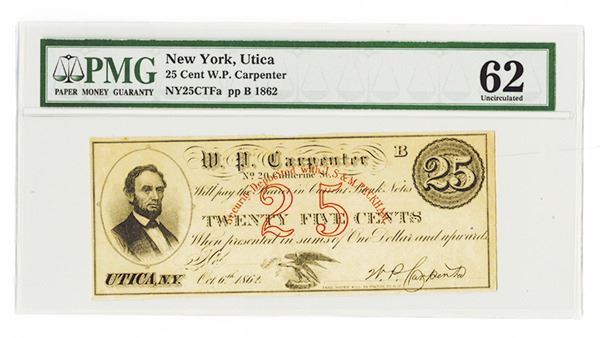 PMG
PAPER MONEY GUARANTY
New York, Utica
25 Cent W.P. Carpenter
NY25CTFa pp B 1862
62
Uncirculated
W. P. Carpenter
B
25
No 20 Catherine St.
Will pay the Bearer in Current Bank Notes
25
TWENTY FIVE CENTS
When presented in sums of One Dollar and upwards
UTICA, N.Y.
Oct 6th 1862
W. P. Carpenter